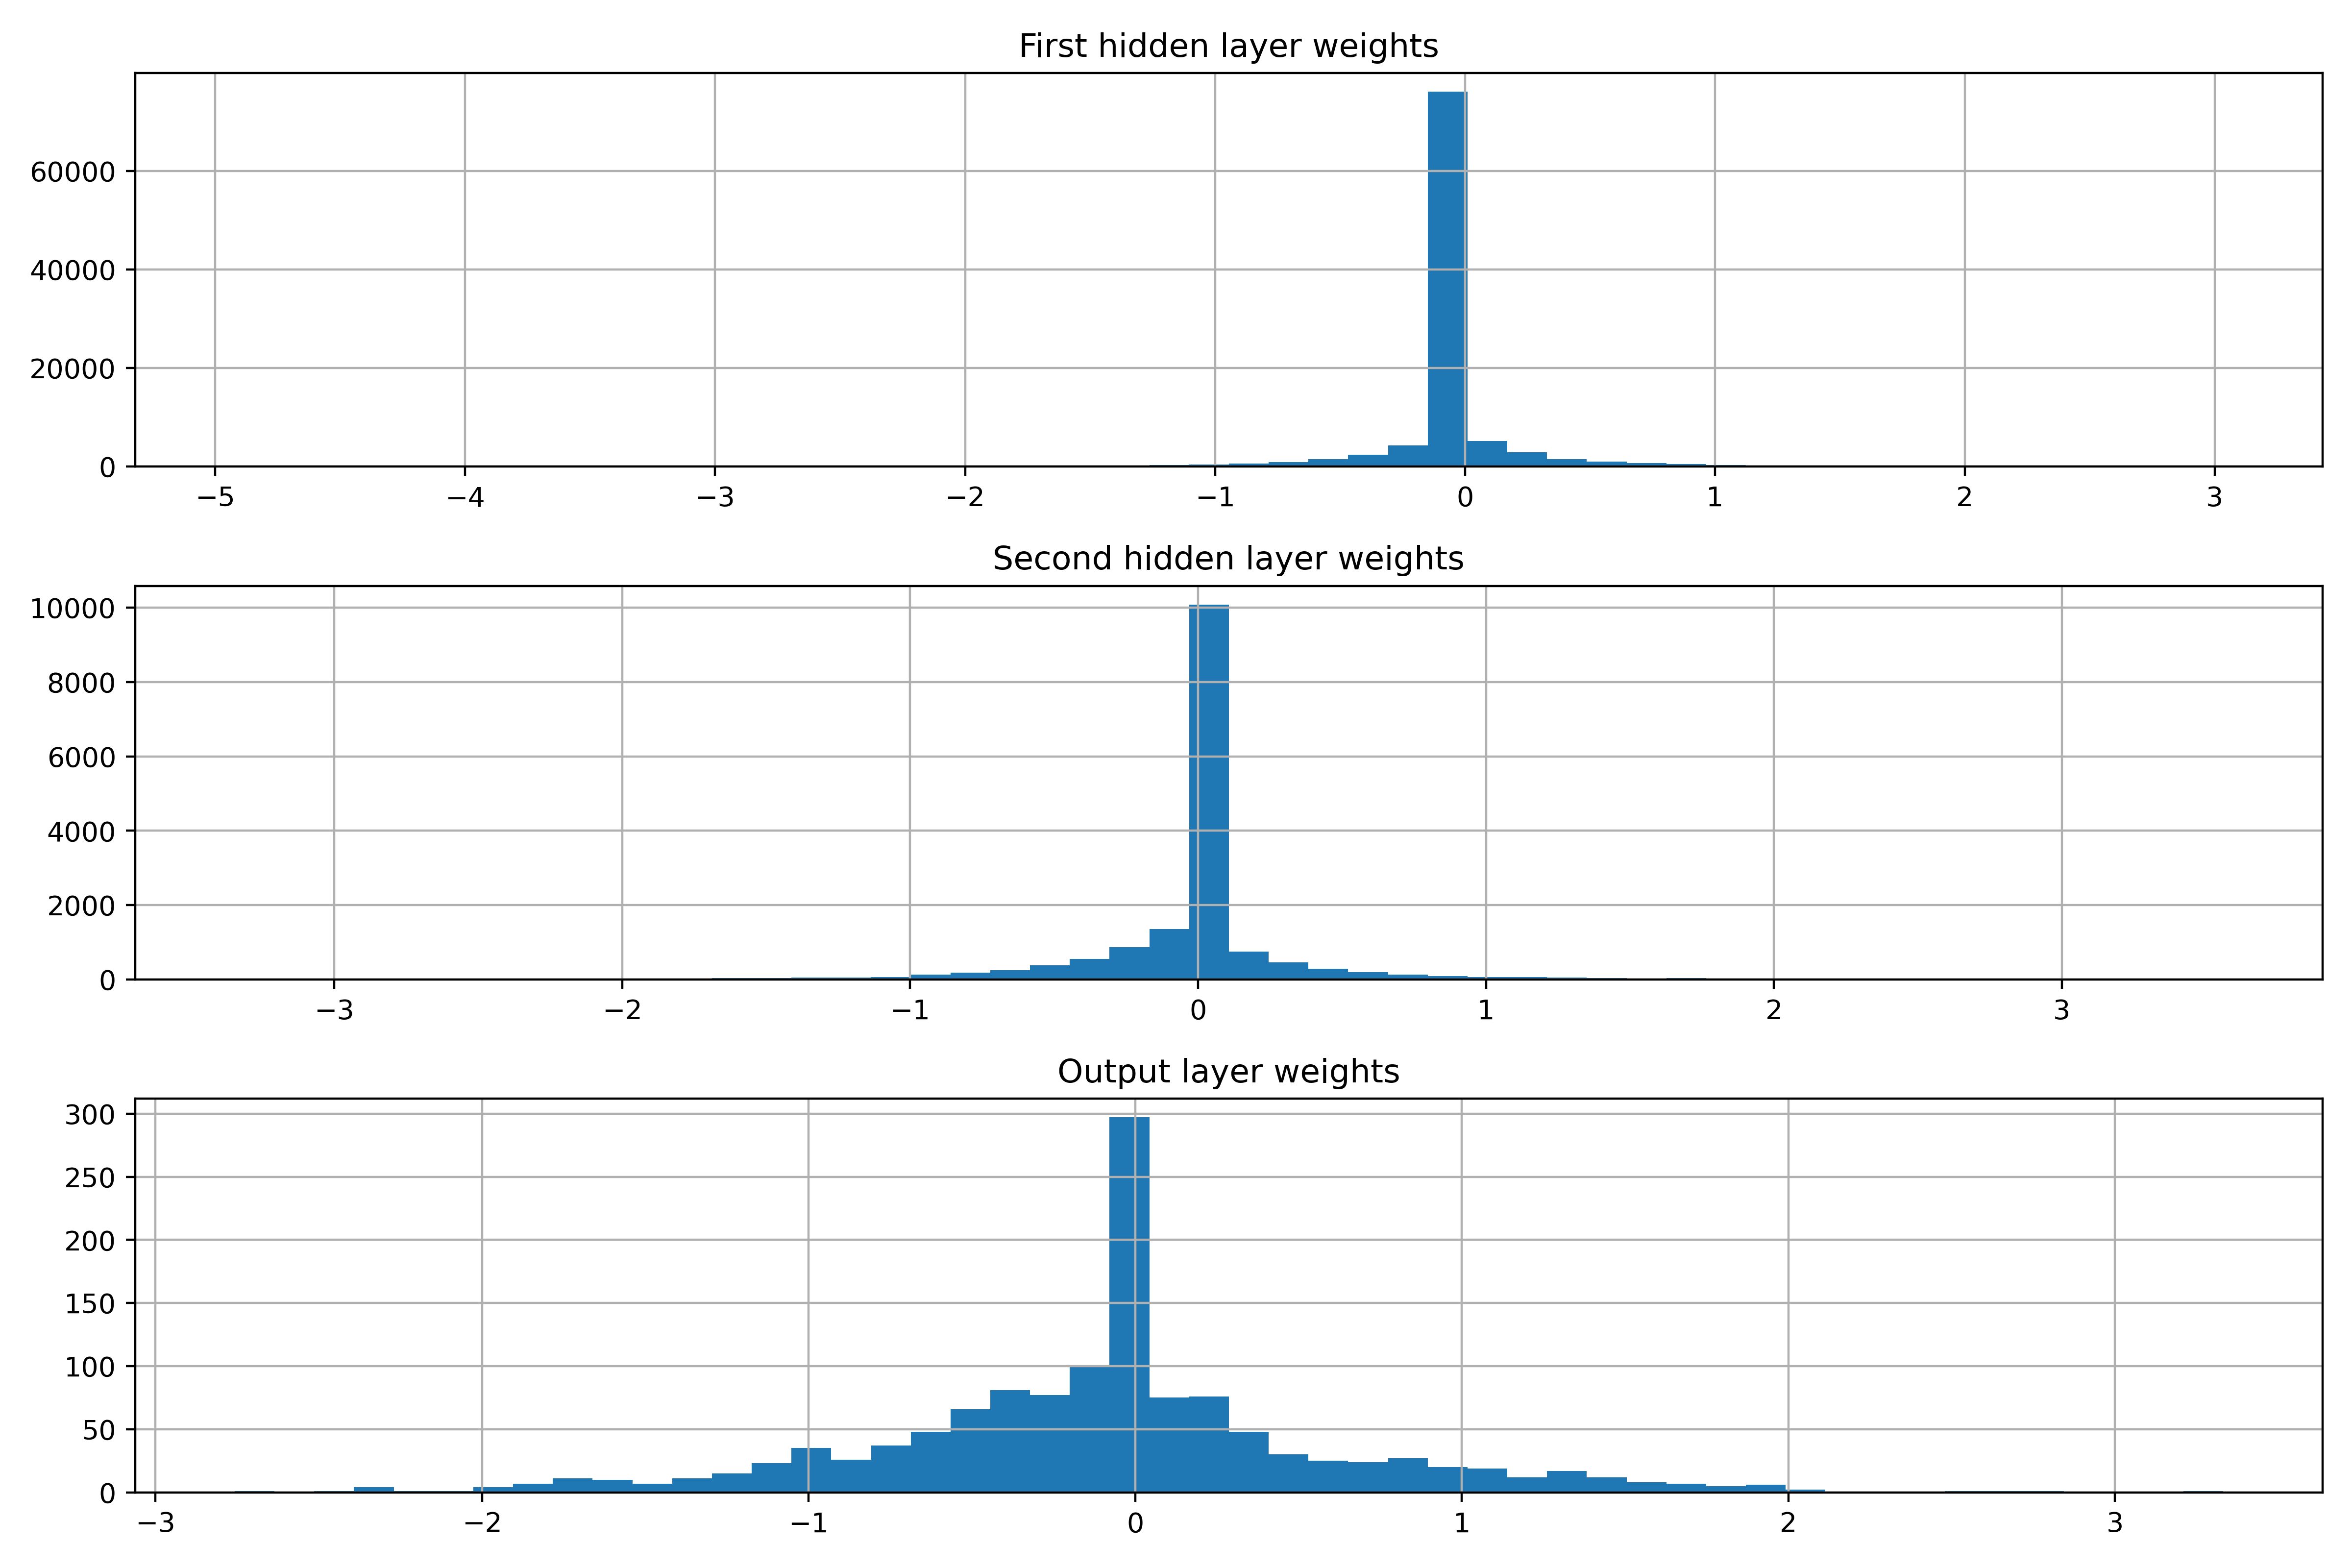 First hidden layer weights
60000
40000
20000
0
−5 −4 −3 −2 −1 0 1 2 3
Second hidden layer weights
10000
8000
6000
4000
2000
0
−3 −2 −1 0 1 2 3
Output layer weights
300
250
200
150
100
50
0
−3 −2 −1 0 1 2 3